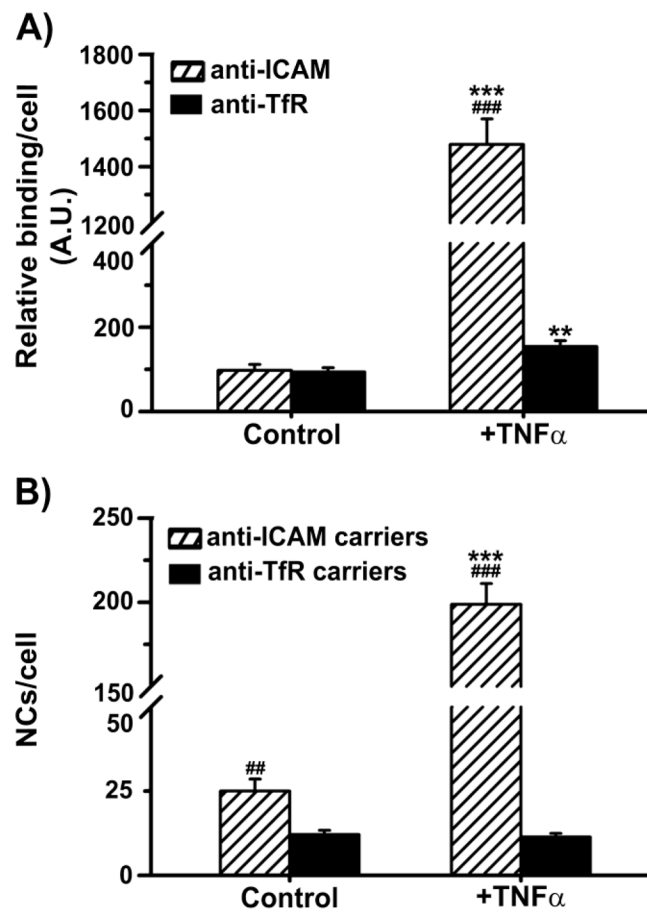 A)
1800
1600
1400
1200
400
200
0
Relative binding/cell
(A.U.)
anti-ICAM
anti-TfR
***
###
**
Control
+TNFα
B)
250
200
150
50
25
0
NCs/cell
anti-ICAM carriers
anti-TfR carriers
##
***
###
Control
+TNFα